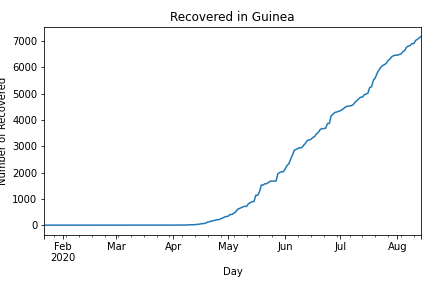 Recovered in Guinea
7000
6000
5000
4000
3000
2000
1000
0
Number of Recovered
Feb
2020
Mar
Apr
May
Jun
Jul
Aug
Day